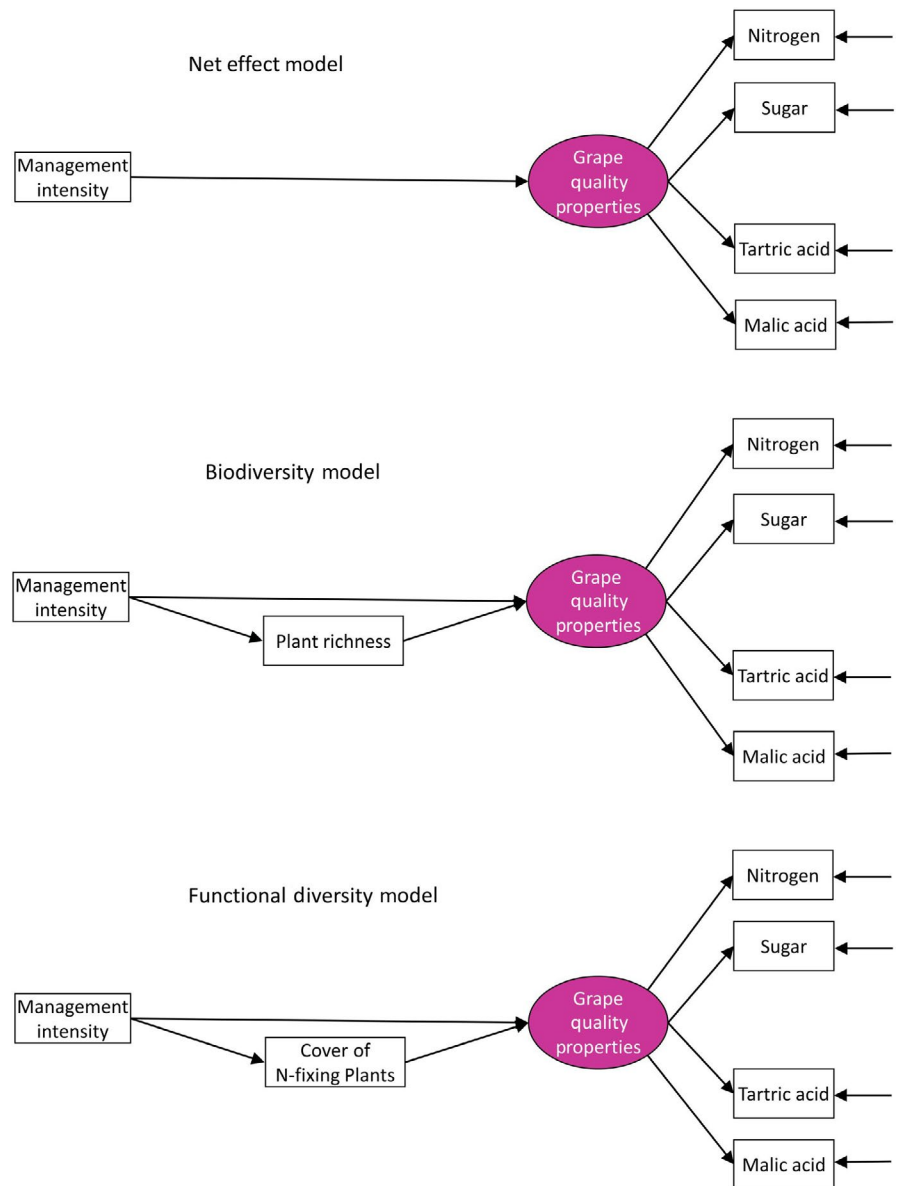 Nitrogen
Net effect model
Sugar
Management
intensity
Grape
quality
properties
Tartric acid
Malic acid
Nitrogen
Biodiversity model
Sugar
Management
intensity
Grape
quality
properties
Plant richness
Tartric acid
Malic acid
Nitrogen
Functional diversity model
Sugar
Management
intensity
Grape
quality
properties
Cover of
N-fixing Plants
Tartric acid
Malic acid